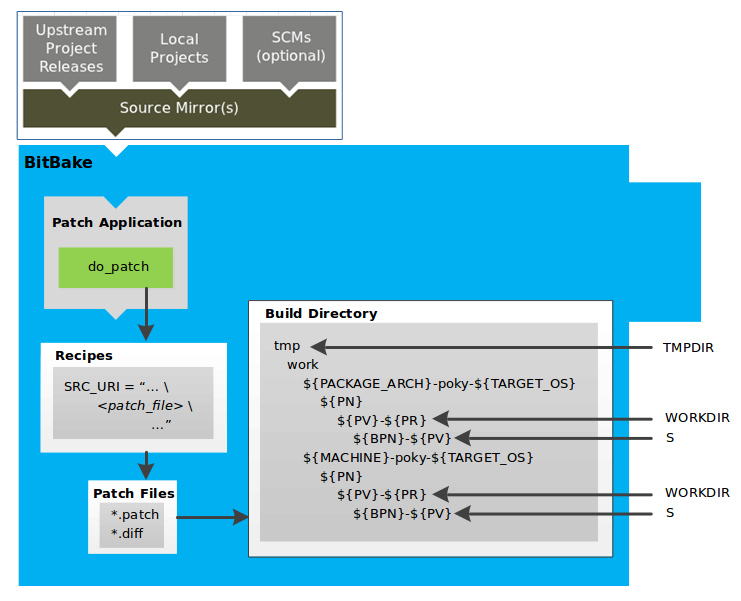 Upstream
Project
Releases
Local
Projects
SCMs
(optional)
Source Mirror(s)
BitBake
Patch Application
do_patch
Recipes
SRC_URI = “… \
<patch_file> \
…”
Patch Files
*.patch
*.diff
Build Directory
tmp
TMPDIR
work
${PACKAGE_ARCH}-poky-${TARGET_OS}
${PN}
${PV}-${PR}
WORKDIR
${BPN}-${PV}
S
${MACHINE}-poky-${TARGET_OS}
${PN}
${PV}-${PR}
WORKDIR
${BPN}-${PV}
S